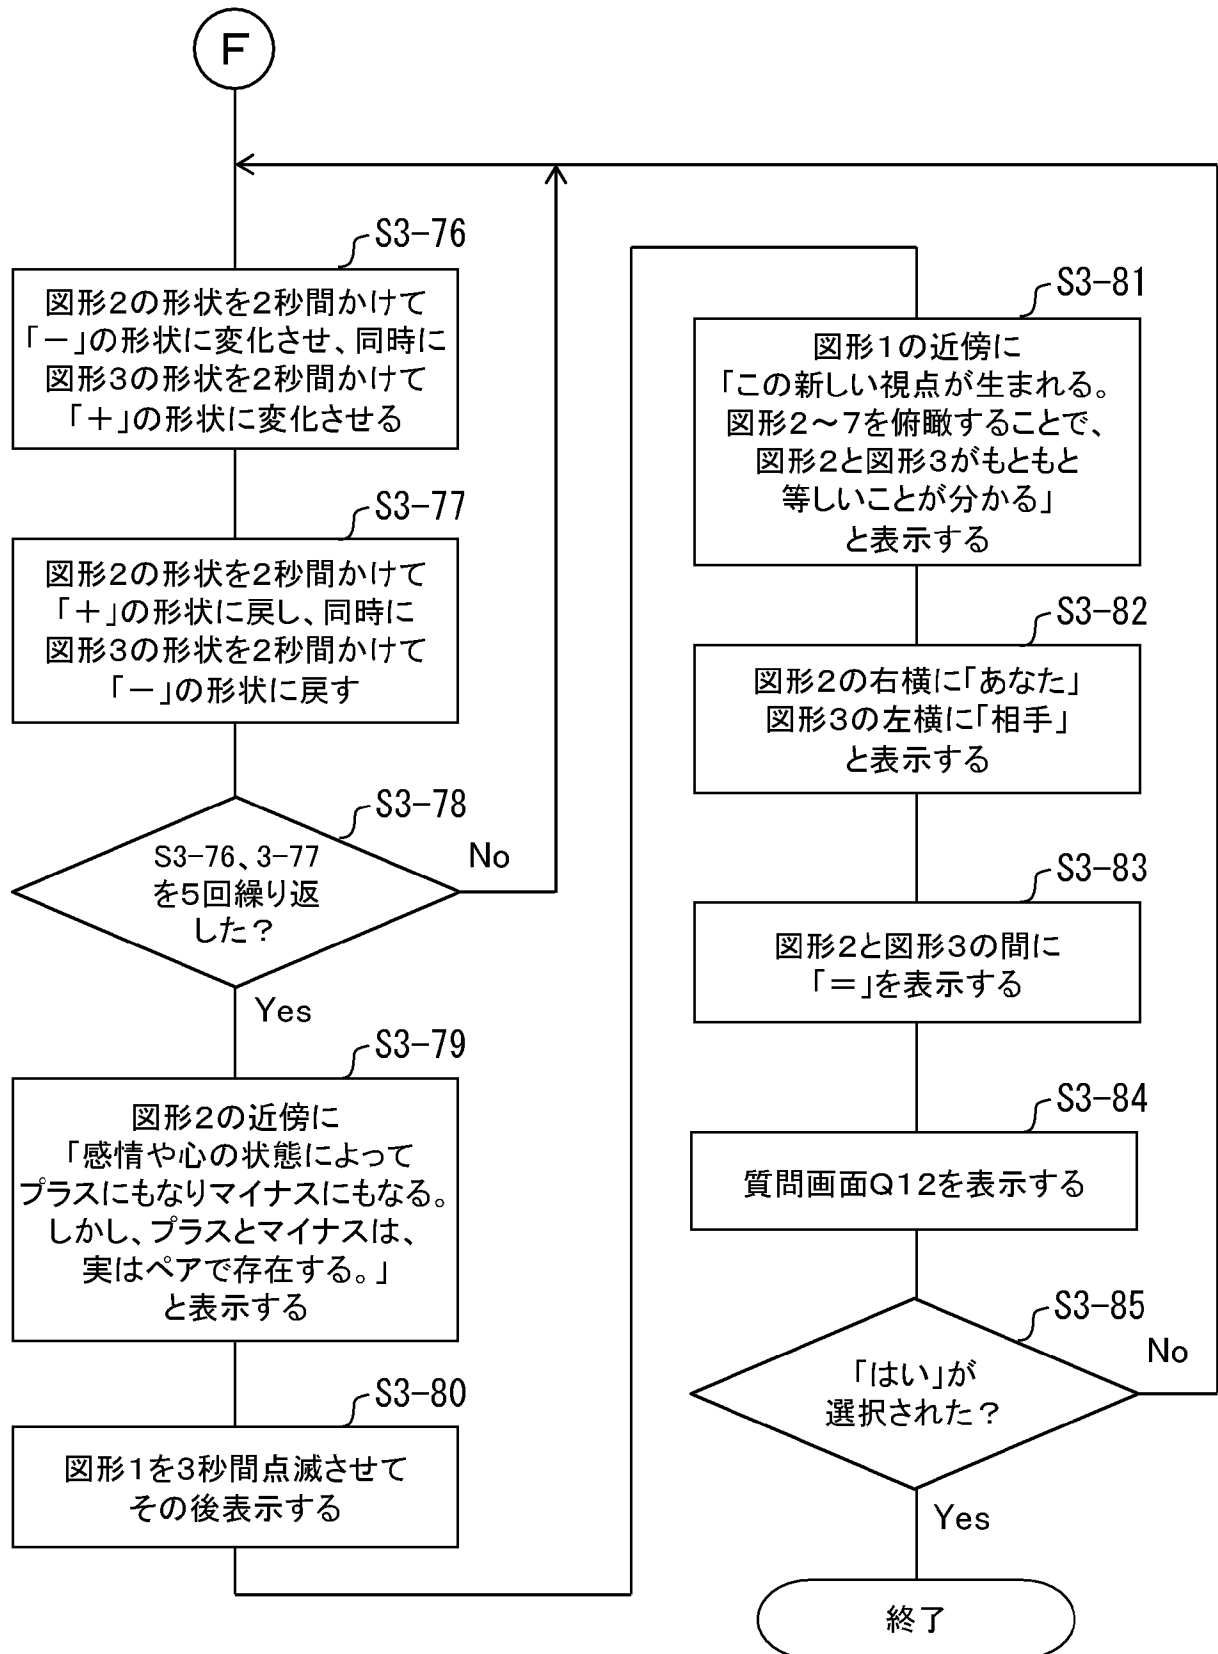 F
S3-76
図形2の形状を2秒間かけて
「－」の形状に変化させ、同時に
図形3の形状を2秒間かけて
「＋」の形状に変化させる
S3-77
図形2の形状を2秒間かけて
「＋」の形状に戻し、同時に
図形3の形状を2秒間かけて
「－」の形状に戻す
S3-78
S3-76、3-77
を5回繰り返
した？
No
Yes
S3-79
図形2の近傍に
「感情や心の状態によって
プラスにもなりマイナスにもなる。
しかし、プラスとマイナスは、
実はペアで存在する。」
と表示する
S3-80
図形1を3秒間点滅させて
その後表示する
S3-81
図形1の近傍に
「この新しい視点が生まれる。
図形2～7を俯瞰することで、
図形2と図形3がもともと
等しいことが分かる」
と表示する
S3-82
図形2の右横に「あなた」
図形3の左横に「相手」
と表示する
S3-83
図形2と図形3の間に
「＝」を表示する
S3-84
質問画面Q12を表示する
S3-85
「はい」が
選択された？
No
Yes
終了